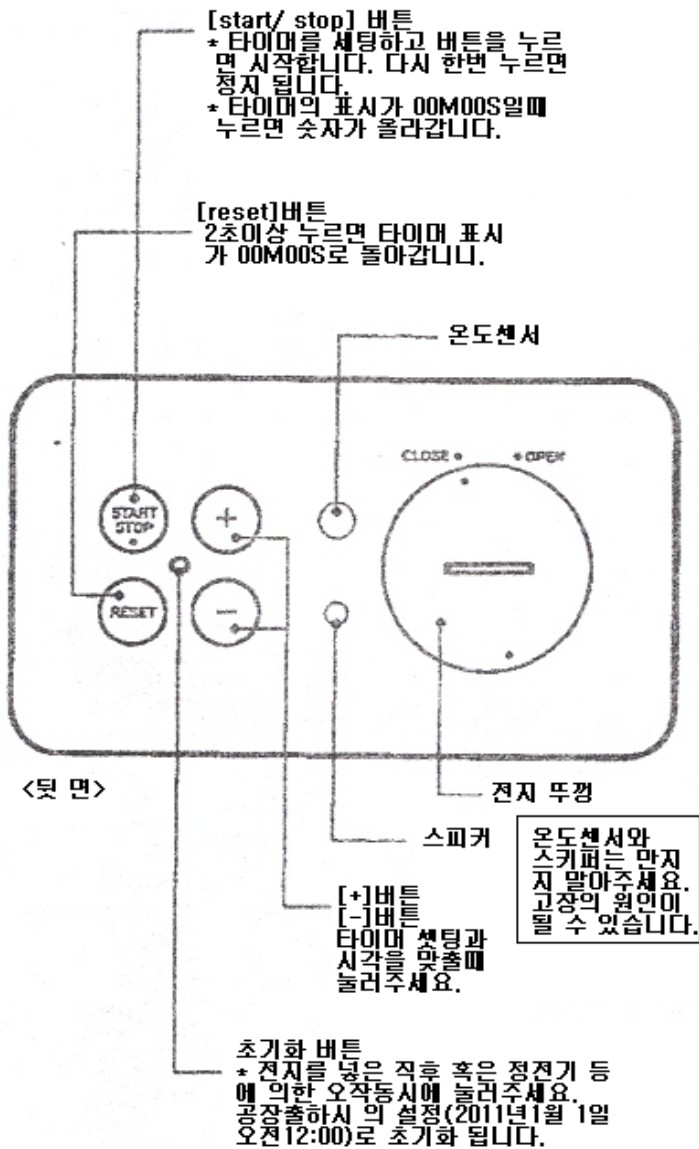 [start/ stop] 버튼
* 타이머를 세팅하고 버튼을 누르
면 시작합니다. 다시 한번 누르면
정지 됩니다.
* 타이머의 표시가 00M00S일때
누르면 숫자가 올라갑니다.
[reset]버튼
2초이상 누르면 타이머 표시
가 00M00S로 돌아갑니니.
온도센서
CLOSE OPEN
START
STOP
+
RESET
-
<뒷 면>
전지 뚜껑
스피커
온도센서와
스키퍼는 만지
지 말아주세요.
고장의 원인이
될 수 있습니다.
[+]버튼
[-]버튼
타이머 셋팅과
시각을 맞출때
눌러주세요.
초기화 버튼
* 전지를 넣은 직후 혹은 정전기 등
에 의한 오작동시에 눌러주세요.
공장출하시 의 설정(2011년1월 1일
오전12:00)로 초기화 됩니다.